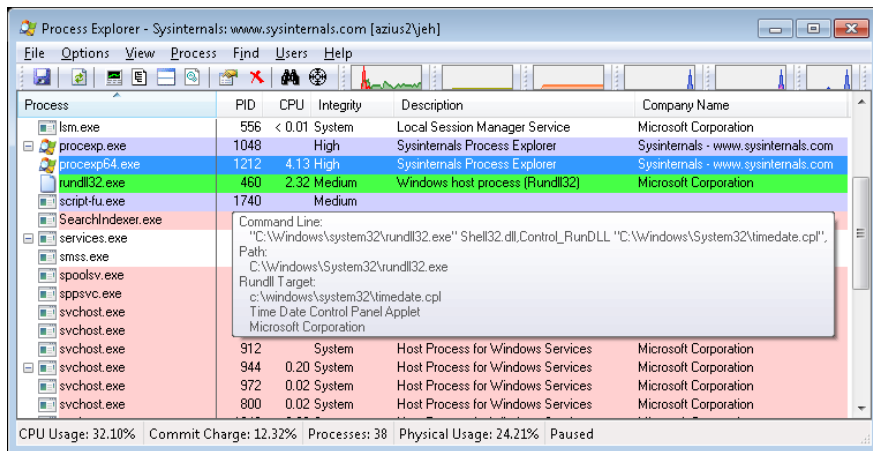 Process Explorer - Sysinternals: www.sysinternals.com [azius2\jeh]
File Options View Process Find Users Help
Process PID CPU Integrity Description Company Name
lsm.exe 556 < 0.01 System Local Session Manager Service Microsoft Corporation
procexp.exe 1048 High Sysinternals Process Explorer Sysinternals - www.sysinternals.com
procexp64.exe 1212 4.13 High Sysinternals Process Explorer Sysinternals - www.sysinternals.com
rundll32.exe 460 2.32 Medium Windows host process (Rundll32) Microsoft Corporation
script-fu.exe 1740 Medium
SearchIndexer.exe
Command Line:
services.exe "C:\Windows\system32\rundll32.exe" Shell32.dll,Control_RunDLL "C:\Windows\System32\timedate.cpl",
Path:
smss.exe C:\Windows\System32\rundll32.exe
spoolsv.exe Rundll Target:
sppsvc.exe c:\windows\system32\timedate.cpl
svchost.exe Time Date Control Panel Applet
svchost.exe Microsoft Corporation
svchost.exe 912 System Host Process for Windows Services Microsoft Corporation
svchost.exe 944 0.20 System Host Process for Windows Services Microsoft Corporation
svchost.exe 972 0.02 System Host Process for Windows Services Microsoft Corporation
svchost.exe 800 0.02 System Host Process for Windows Services Microsoft Corporation
CPU Usage: 32.10% Commit Charge: 12.32% Processes: 38 Physical Usage: 24.21% Paused